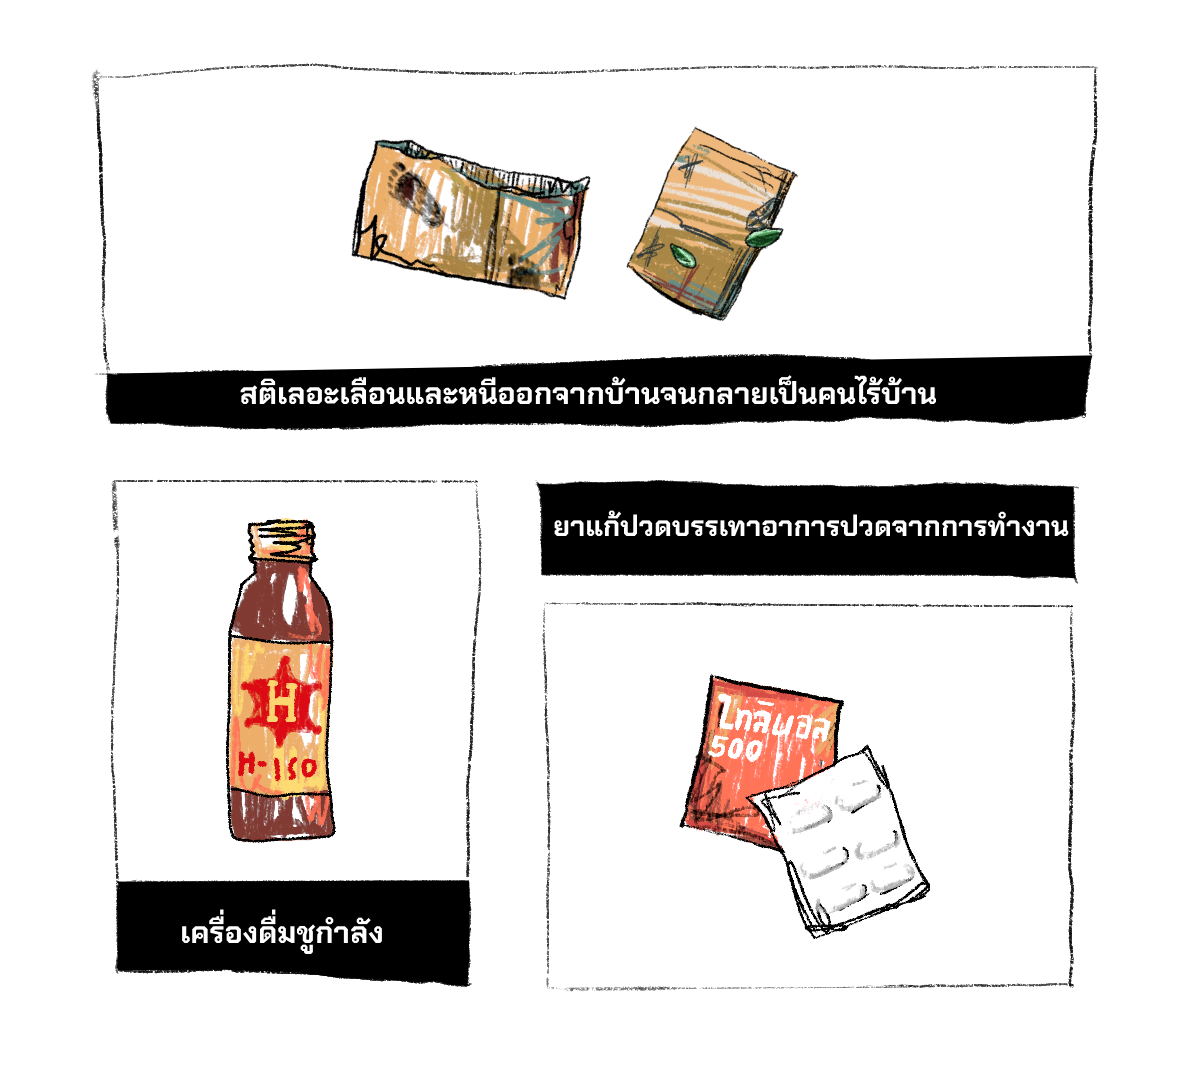 สติเลอะเลือนและหนีออกจากบ้านจนกลายเป็นคนไร้บ้าน
ยาแก้ปวดบรรเทาอาการปวดจากการทำงาน
H
H-150
ไทลินอล
500
เครื่องดื่มชูกำลัง